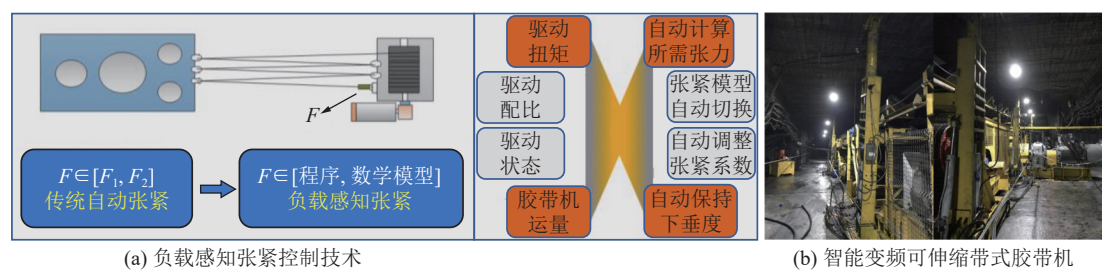 F
F∈[F₁, F₂]
传统自动张紧
F∈[程序, 数学模型]
负载感知张紧
驱动
扭矩
驱动
配比
驱动
状态
胶带机
运量
自动计算
所需张力
张紧模型
自动切换
自动调整
张紧系数
自动保持
下垂度
(a) 负载感知张紧控制技术
(b) 智能变频可伸缩带式胶带机